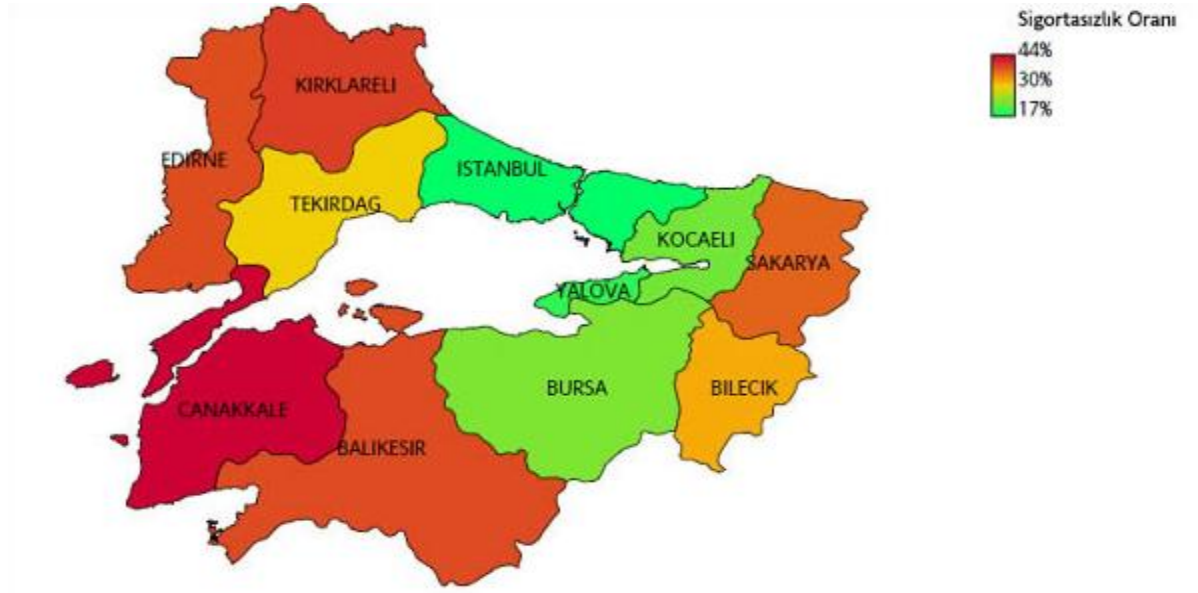 Sigortasızlık Oranı
44%
30%
17%
KIRKLARELI
EDIRNE
ISTANBUL
TEKIRDAG
KOCAELI
SAKARYA
YALOVA
BURSA
BILECIK
CANAKKALE
BALIKESIR